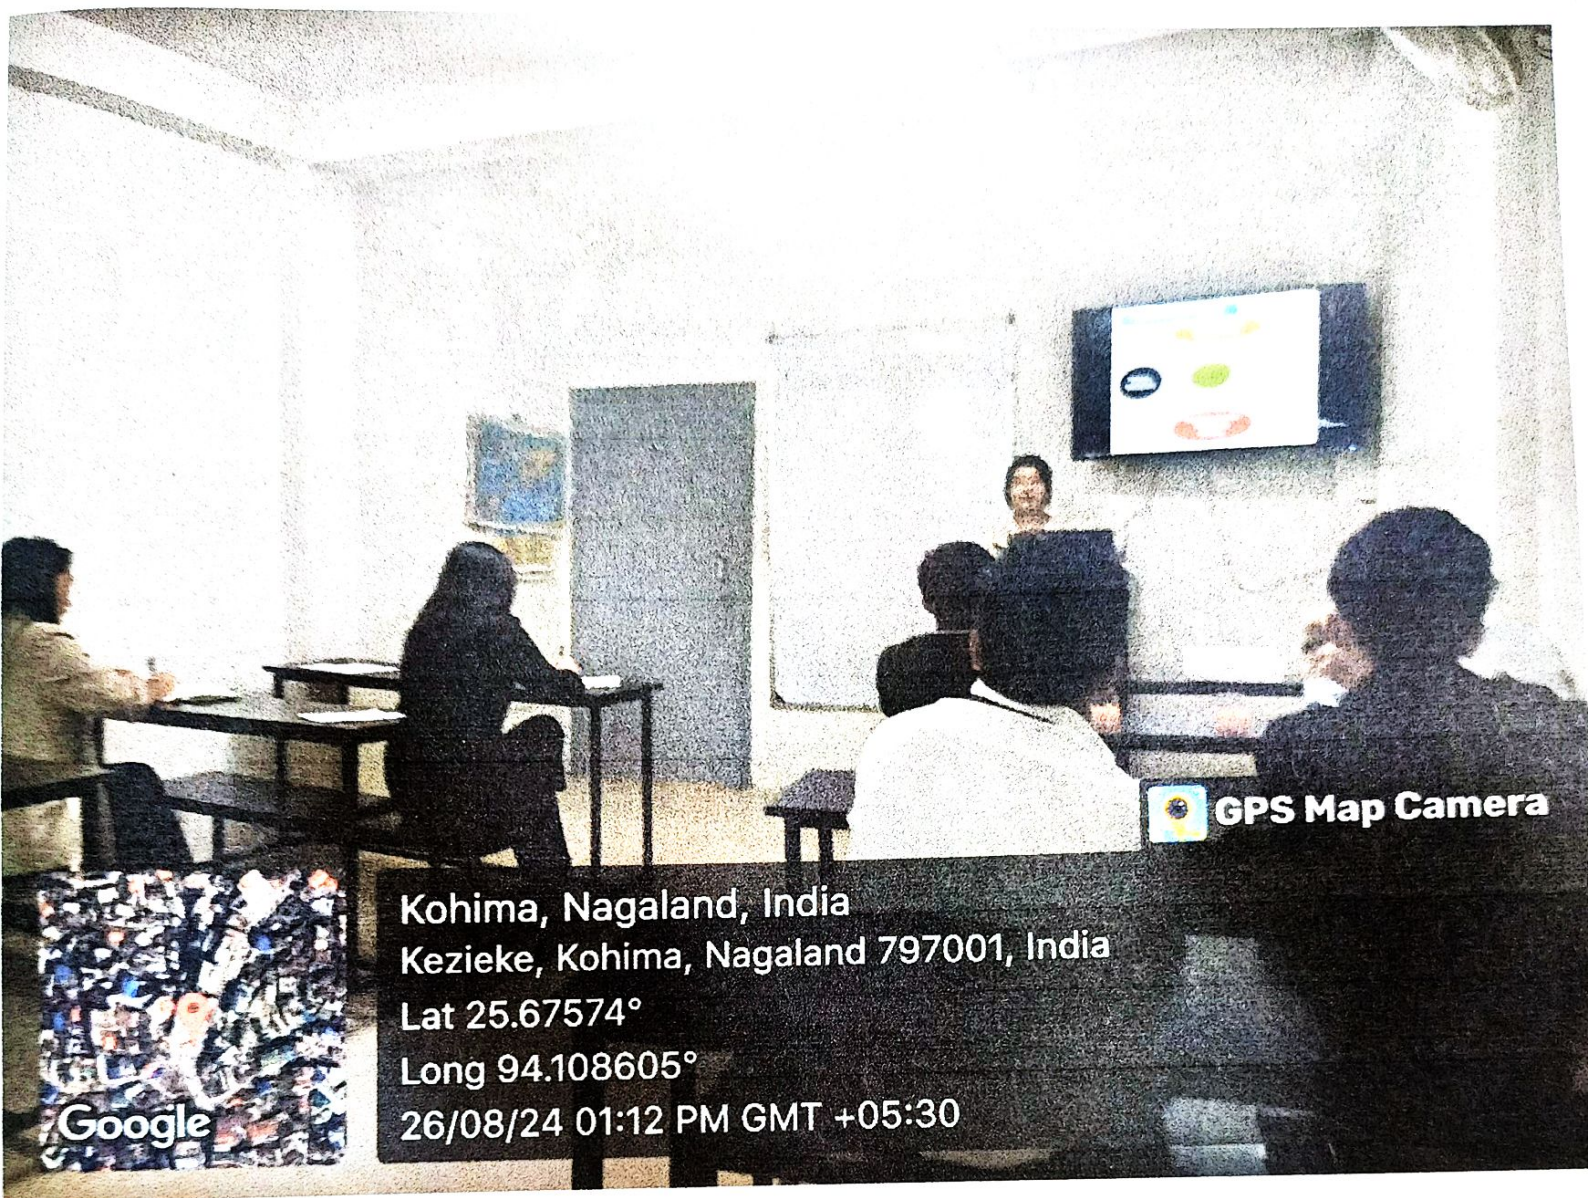 GPS Map Camera
Kohima, Nagaland, India
Kezieke, Kohima, Nagaland 797001, India
Lat 25.67574°
Long 94.108605°
26/08/24 01:12 PM GMT +05:30
Google